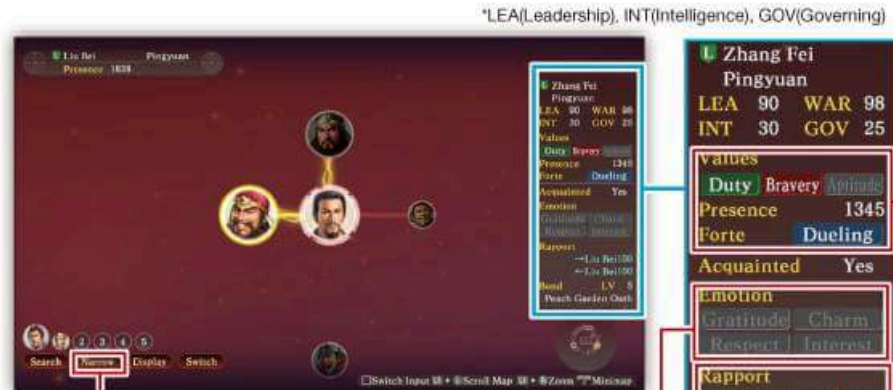 *LEA(Leadership), INT(Intelligence), GOV(Governing)
L Liu Bei Pingyuan
Presence 1838
L Zhang Fei
Pingyuan
LEA 90 WAR 98
INT 30 GOV 25
Values
Duty Bravery Aptitude
Presence 1345
Forte Dueling
Acquainted Yes
Emotion
Gratitude Charm
Respect Interest
Rapport
→Liu Bei100
←Liu Bei100
Bond LV 5
Peach Garden Oath
2 3 4 5
Search Narrow Display Switch
Switch Input Scroll Map Zoom Minimap
L Zhang Fei
Pingyuan
LEA 90 WAR 98
INT 30 GOV 25
Values
Duty Bravery Aptitude
Presence 1345
Forte Dueling
Acquainted Yes
Emotion
Gratitude Charm
Respect Interest
Rapport